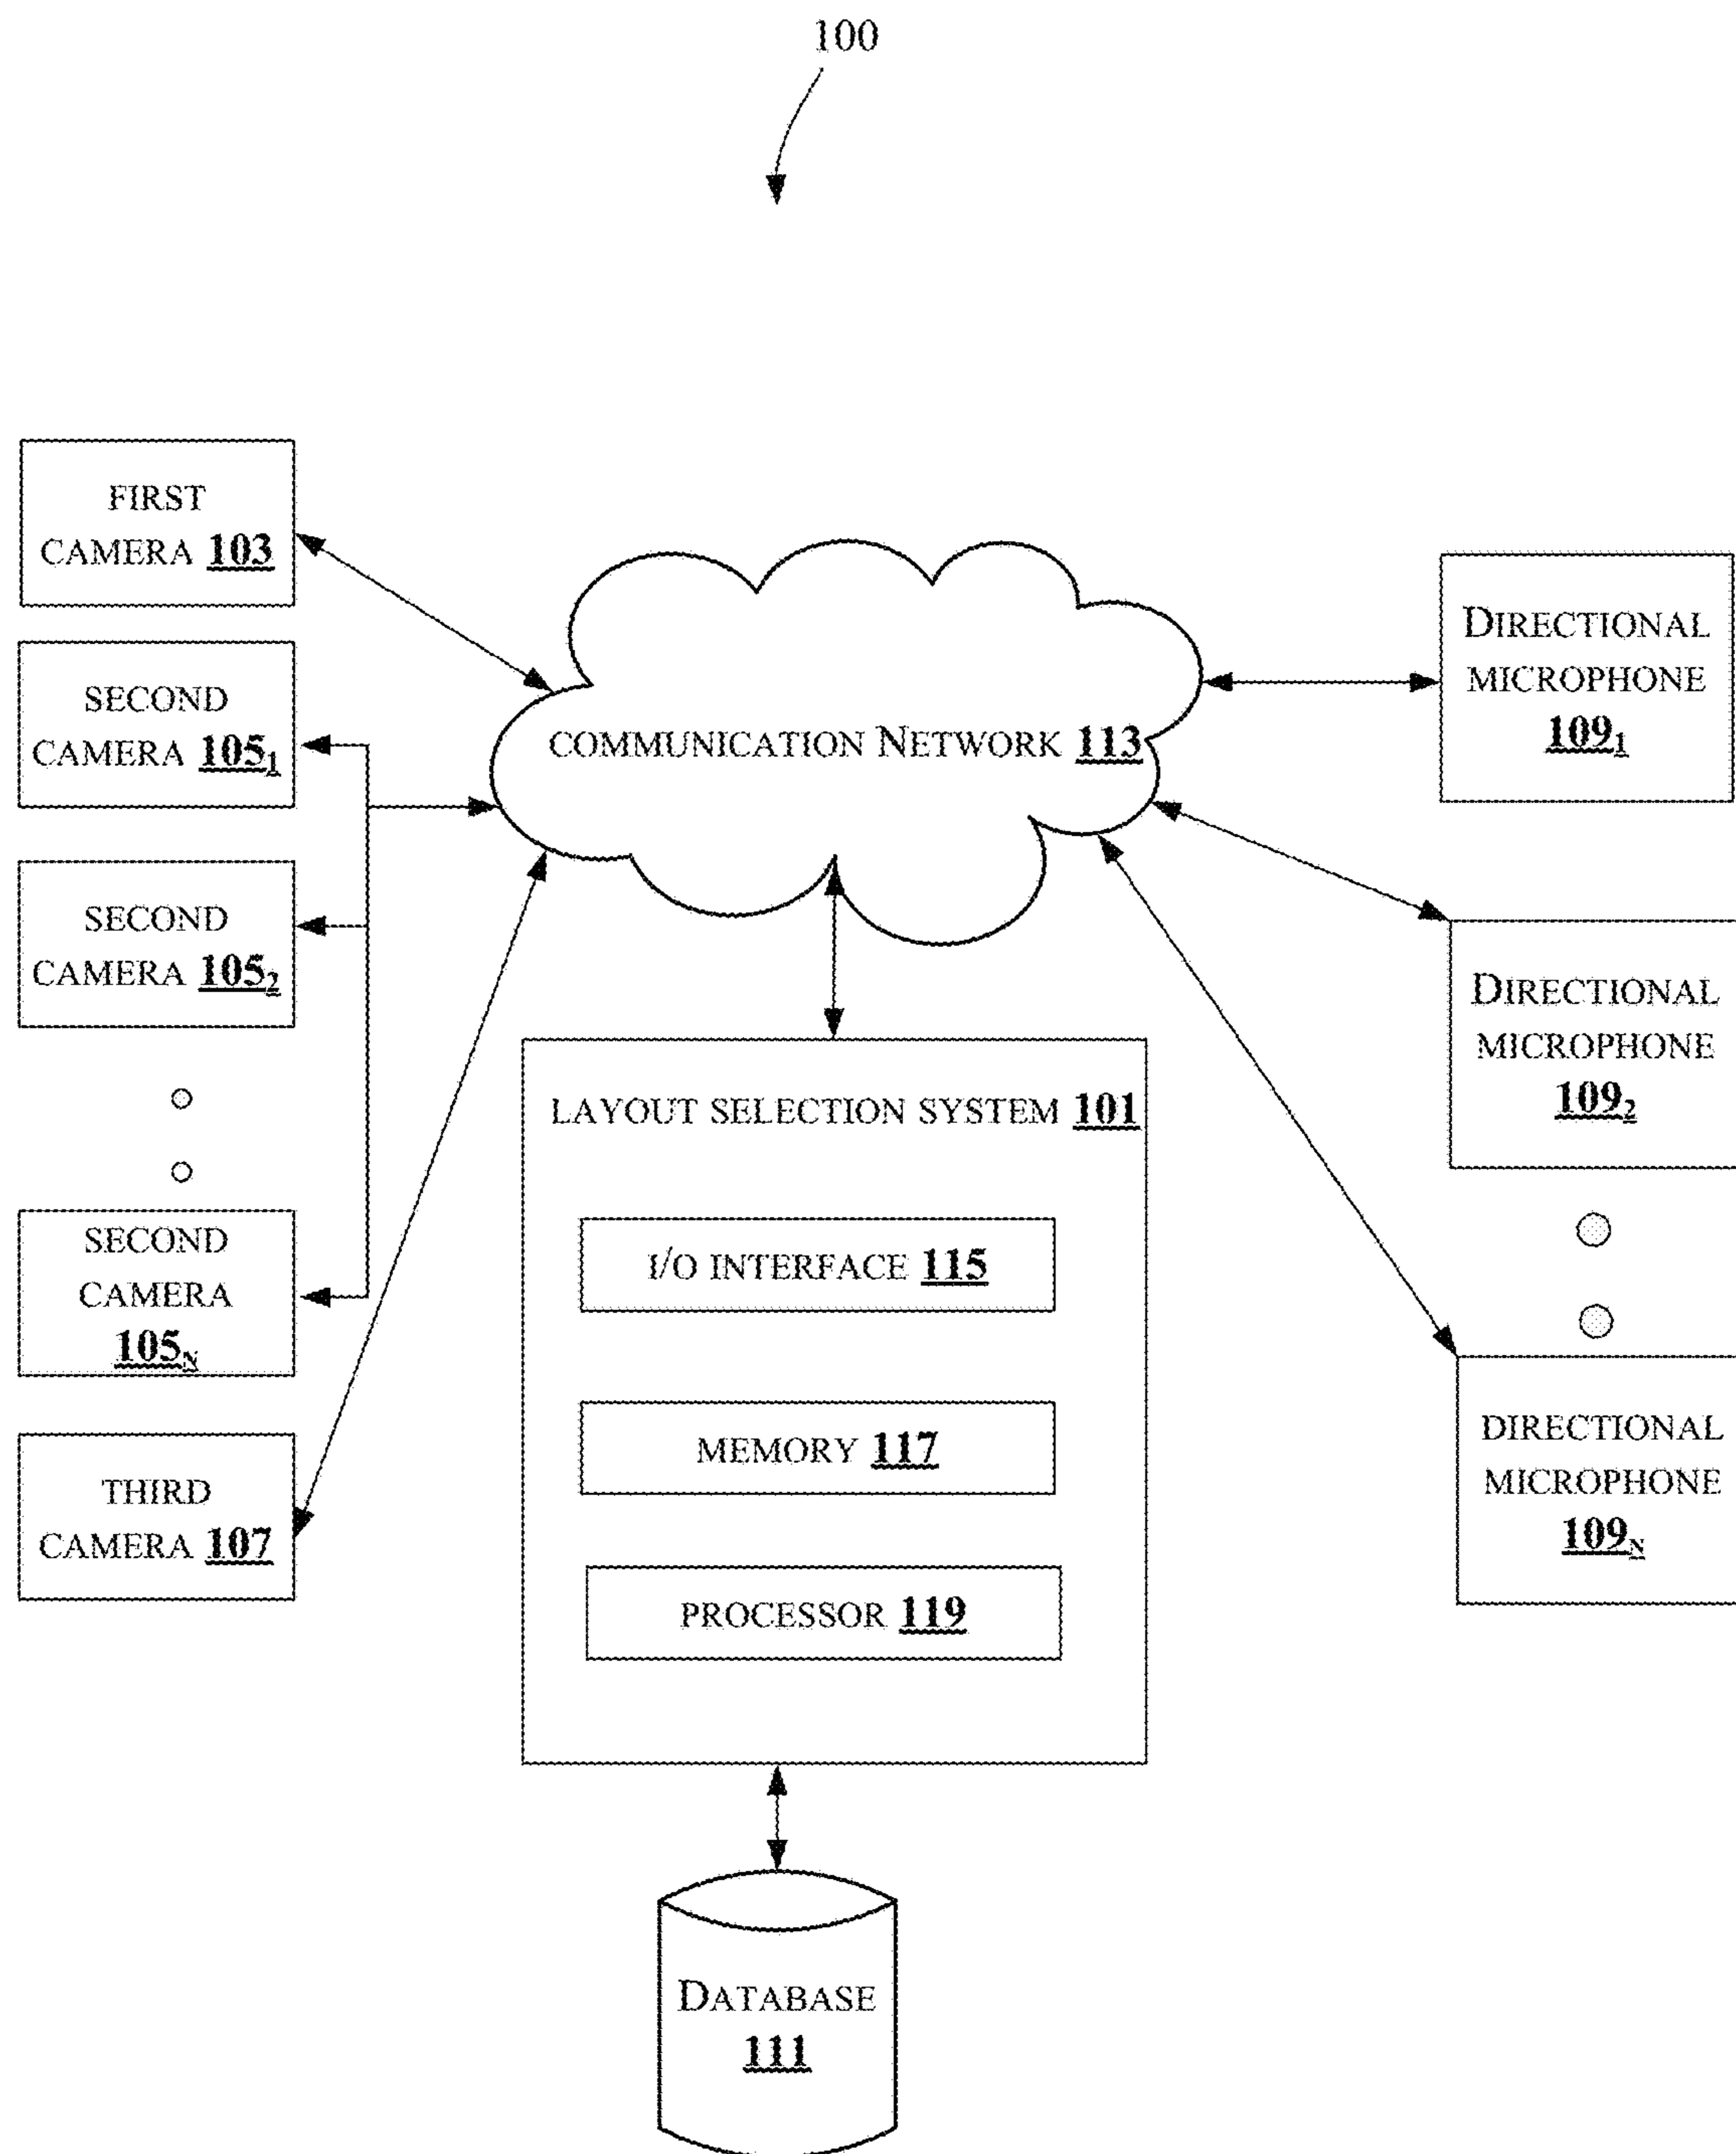 100
FIRST
CAMERA 103
SECOND
CAMERA 105₁
SECOND
CAMERA 105₂
SECOND
CAMERA
105N
THIRD
CAMERA 107
COMMUNICATION NETWORK 113
LAYOUT SELECTION SYSTEM 101
I/O INTERFACE 115
MEMORY 117
PROCESSOR 119
DATABASE
111
DIRECTIONAL
MICROPHONE
109₁
DIRECTIONAL
MICROPHONE
109₂
DIRECTIONAL
MICROPHONE
109N